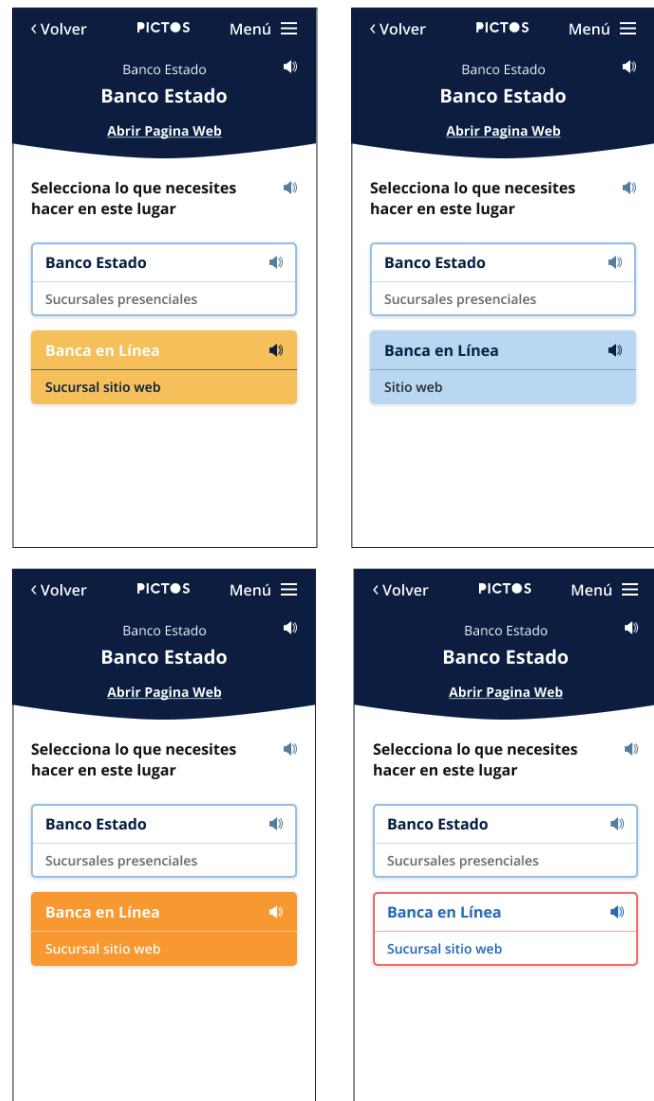 Volver PICTOS Menú
Banco Estado
Banco Estado
Abrir Pagina Web
Selecciona lo que necesites
hacer en este lugar
Banco Estado
Sucursales presenciales
Banca en Línea
Sucursal sitio web
Volver PICTOS Menú
Banco Estado
Banco Estado
Abrir Pagina Web
Selecciona lo que necesites
hacer en este lugar
Banco Estado
Sucursales presenciales
Banca en Línea
Sitio web
Volver PICTOS Menú
Banco Estado
Banco Estado
Abrir Pagina Web
Selecciona lo que necesites
hacer en este lugar
Banco Estado
Sucursales presenciales
Banca en Línea
Sucursal sitio web
Volver PICTOS Menú
Banco Estado
Banco Estado
Abrir Pagina Web
Selecciona lo que necesites
hacer en este lugar
Banco Estado
Sucursales presenciales
Banca en Línea
Sucursal sitio web